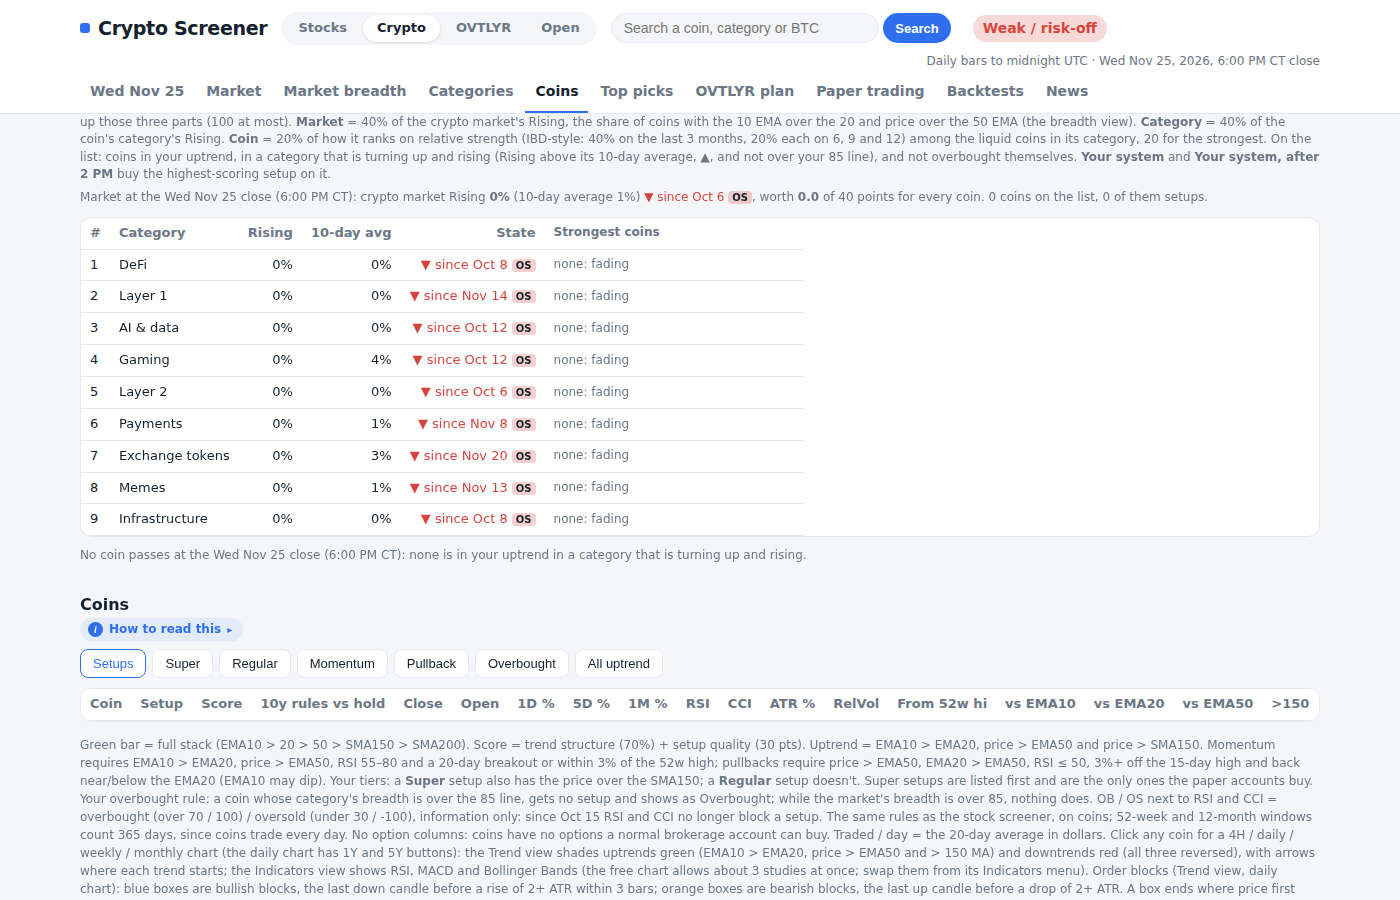 Crypto Screener
Stocks Crypto OVTLYR Open
Search a coin, category or BTC Search
Weak / risk-off
Daily bars to midnight UTC · Wed Nov 25, 2026, 6:00 PM CT close
Wed Nov 25 Market Market breadth Categories Coins Top picks OVTLYR plan Paper trading Backtests News
up those three parts (100 at most). Market = 40% of the crypto market's Rising, the share of coins with the 10 EMA over the 20 and price over the 50 EMA (the breadth view). Category = 40% of the
coin's category's Rising. Coin = 20% of how it ranks on relative strength (IBD-style: 40% on the last 3 months, 20% each on 6, 9 and 12) among the liquid coins in its category, 20 for the strongest. On the
list: coins in your uptrend, in a category that is turning up and rising (Rising above its 10-day average, ▲, and not over your 85 line), and not overbought themselves. Your system and Your system, after
2 PM buy the highest-scoring setup on it.
Market at the Wed Nov 25 close (6:00 PM CT): crypto market Rising 0% (10-day average 1%) ▼ since Oct 6 OS, worth 0.0 of 40 points for every coin. 0 coins on the list, 0 of them setups.
# Category Rising 10-day avg State Strongest coins
1 DeFi 0% 0% ▼ since Oct 8 OS none: fading
2 Layer 1 0% 0% ▼ since Nov 14 OS none: fading
3 AI & data 0% 0% ▼ since Oct 12 OS none: fading
4 Gaming 0% 4% ▼ since Oct 12 OS none: fading
5 Layer 2 0% 0% ▼ since Oct 6 OS none: fading
6 Payments 0% 1% ▼ since Nov 8 OS none: fading
7 Exchange tokens 0% 3% ▼ since Nov 20 OS none: fading
8 Memes 0% 1% ▼ since Nov 13 OS none: fading
9 Infrastructure 0% 0% ▼ since Oct 8 OS none: fading
No coin passes at the Wed Nov 25 close (6:00 PM CT): none is in your uptrend in a category that is turning up and rising.
Coins
i How to read this ▸
Setups Super Regular Momentum Pullback Overbought All uptrend
Coin Setup Score 10y rules vs hold Close Open 1D % 5D % 1M % RSI CCI ATR % RelVol From 52w hi vs EMA10 vs EMA20 vs EMA50 >150
Green bar = full stack (EMA10 > 20 > 50 > SMA150 > SMA200). Score = trend structure (70%) + setup quality (30 pts). Uptrend = EMA10 > EMA20, price > EMA50 and price > SMA150. Momentum
requires EMA10 > EMA20, price > EMA50, RSI 55–80 and a 20-day breakout or within 3% of the 52w high; pullbacks require price > EMA50, EMA20 > EMA50, RSI ≤ 50, 3%+ off the 15-day high and back
near/below the EMA20 (EMA10 may dip). Your tiers: a Super setup also has the price over the SMA150; a Regular setup doesn't. Super setups are listed first and are the only ones the paper accounts buy.
Your overbought rule: a coin whose category's breadth is over the 85 line, gets no setup and shows as Overbought; while the market's breadth is over 85, nothing does. OB / OS next to RSI and CCI =
overbought (over 70 / 100) / oversold (under 30 / -100), information only: since Oct 15 RSI and CCI no longer block a setup. The same rules as the stock screener, on coins; 52-week and 12-month windows
count 365 days, since coins trade every day. No option columns: coins have no options a normal brokerage account can buy. Traded / day = the 20-day average in dollars. Click any coin for a 4H / daily /
weekly / monthly chart (the daily chart has 1Y and 5Y buttons): the Trend view shades uptrends green (EMA10 > EMA20, price > EMA50 and > 150 MA) and downtrends red (all three reversed), with arrows
where each trend starts; the Indicators view shows RSI, MACD and Bollinger Bands (the free chart allows about 3 studies at once; swap them from its Indicators menu). Order blocks (Trend view, daily
chart): blue boxes are bullish blocks, the last down candle before a rise of 2+ ATR within 3 bars; orange boxes are bearish blocks, the last up candle before a drop of 2+ ATR. A box ends where price first